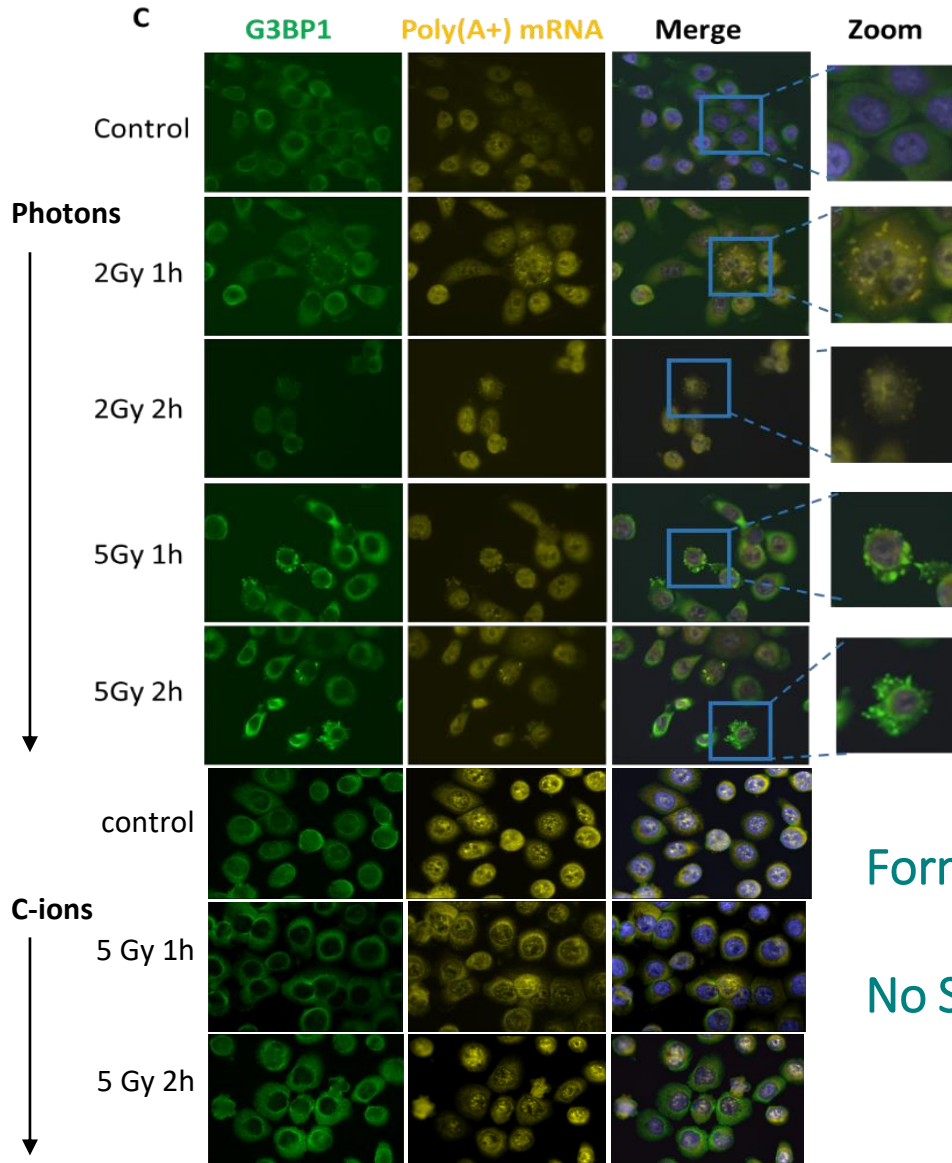 C
G3BP1 Poly(A+) mRNA Merge Zoom
Control
Photons
2Gy 1h
2Gy 2h
5Gy 1h
5Gy 2h
control
C-ions
5 Gy 1h
5 Gy 2h
No S